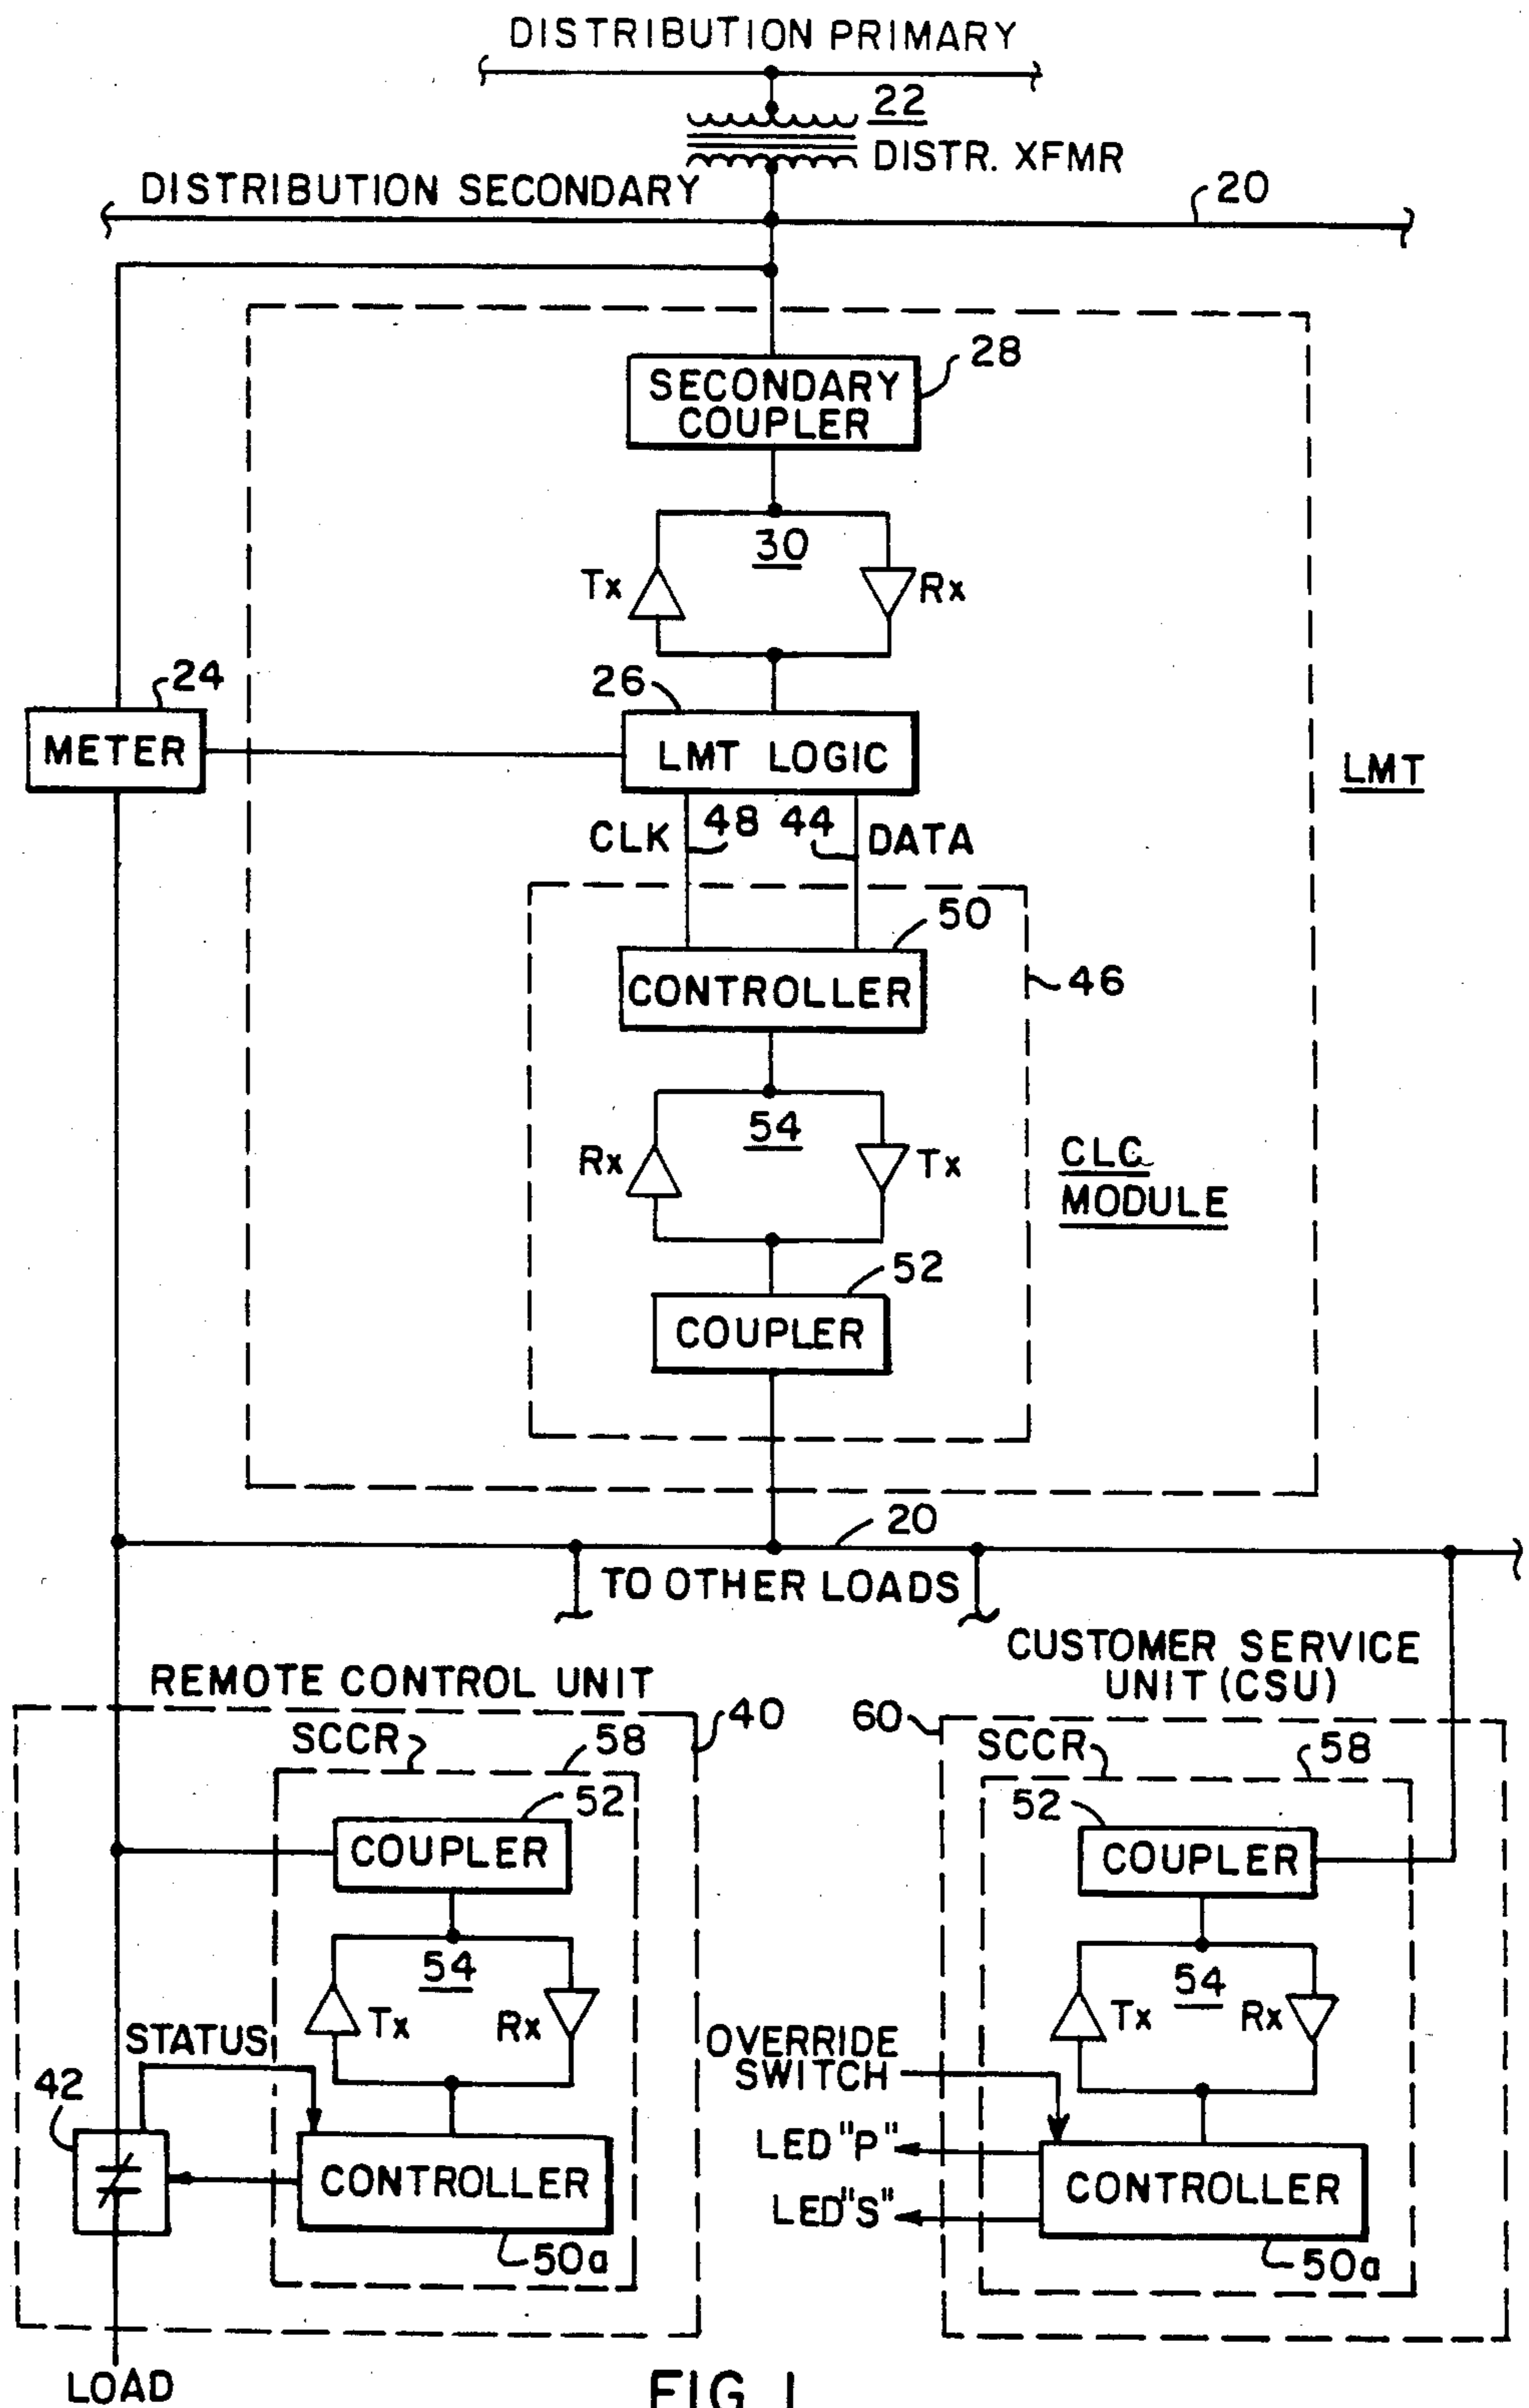 DISTRIBUTION PRIMARY
22
DISTR. XFMR
DISTRIBUTION SECONDARY
20
28
SECONDARY
COUPLER
30
Tx
Rx
24
26
METER
LMT LOGIC
LMT
CLK
48
44
DATA
50
CONTROLLER
46
54
Rx
Tx
CLC
MODULE
52
COUPLER
20
TO OTHER LOADS
CUSTOMER SERVICE
UNIT (CSU)
REMOTE CONTROL UNIT
40
60
SCCR
58
SCCR
58
52
52
COUPLER
COUPLER
54
54
Tx
Rx
Tx
Rx
STATUS
OVERRIDE
SWITCH
42
LED "P"
CONTROLLER
CONTROLLER
LED "S"
50a
50a
LOAD
FIG. 1